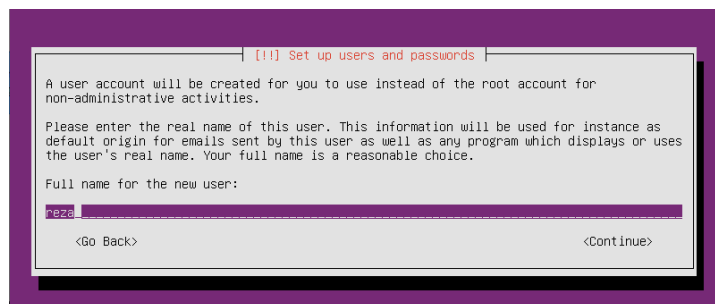 [!!] Set up users and passwords
A user account will be created for you to use instead of the root account for
non-administrative activities.
Please enter the real name of this user. This information will be used for instance as
default origin for emails sent by this user as well as any program which displays or uses
the user's real name. Your full name is a reasonable choice.
Full name for the new user:
reza
<Go Back> <Continue>